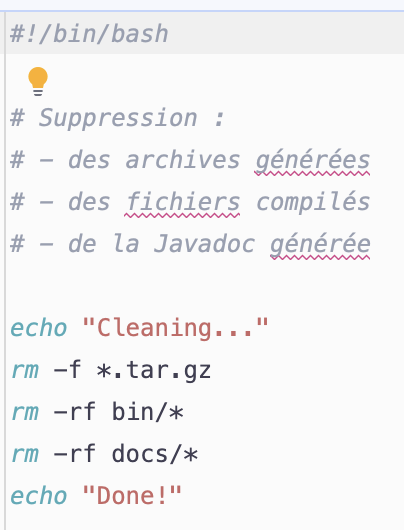 #!/bin/bash
# Suppression :
# - des archives générées
# - des fichiers compilés
# - de la Javadoc générée
echo "Cleaning..."
rm -f *.tar.gz
rm -rf bin/*
rm -rf docs/*
echo "Done!"